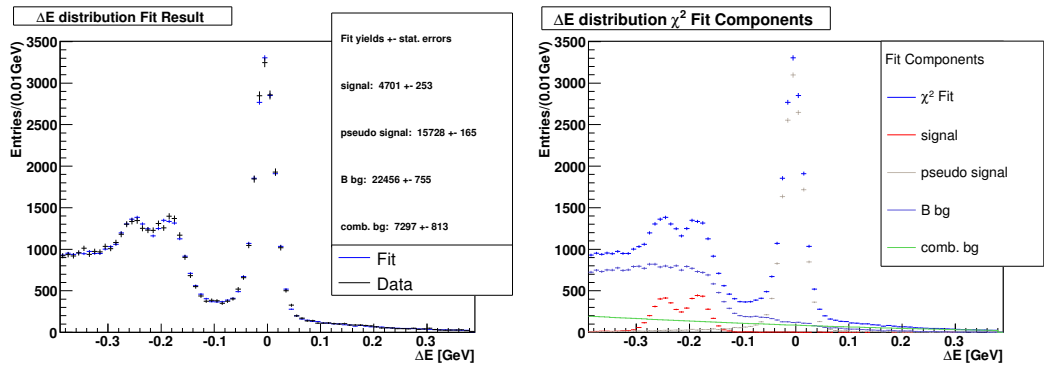 ΔE distribution Fit Result
Entries/(0.01GeV)
3500
3000
2500
2000
1500
1000
500
0
-0.3
-0.2
-0.1
0
0.1
0.2
0.3
ΔE [GeV]
Fit yields +- stat. errors
signal: 4701 +- 253
pseudo signal: 15728 +- 165
B bg: 22456 +- 755
comb. bg: 7297 +- 813
Fit
Data
ΔE distribution χ² Fit Components
Entries/(0.01GeV)
3500
3000
2500
2000
1500
1000
500
0
-0.3
-0.2
-0.1
0
0.1
0.2
0.3
ΔE [GeV]
Fit Components
χ² Fit
signal
pseudo signal
B bg
comb. bg